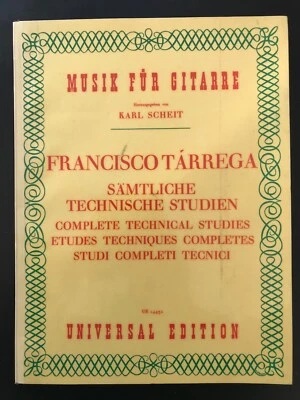 MUSIK FÜR GITARRE
Herausgegeben von
KARL SCHEIT
FRANCISCO TÁRREGA
SÄMTLICHE
TECHNISCHE STUDIEN
COMPLETE TECHNICAL STUDIES
ETUDES TECHNIQUES COMPLETES
STUDI COMPLETI TECNICI
UNIVERSAL EDITION